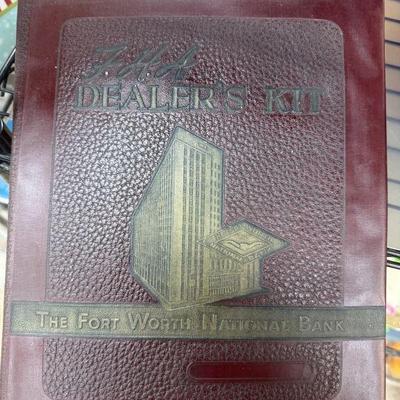 FHA
DEALER'S KIT
THE FORT WORTH NATIONAL BANK